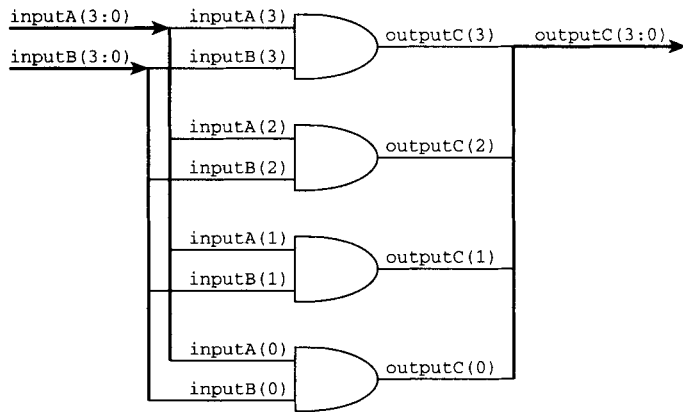 inputA(3:0)
inputA(3)
outputC(3)
outputC(3:0)
inputB(3:0)
inputB(3)
inputA(2)
outputC(2)
inputB(2)
inputA(1)
outputC(1)
inputB(1)
inputA(0)
outputC(0)
inputB(0)